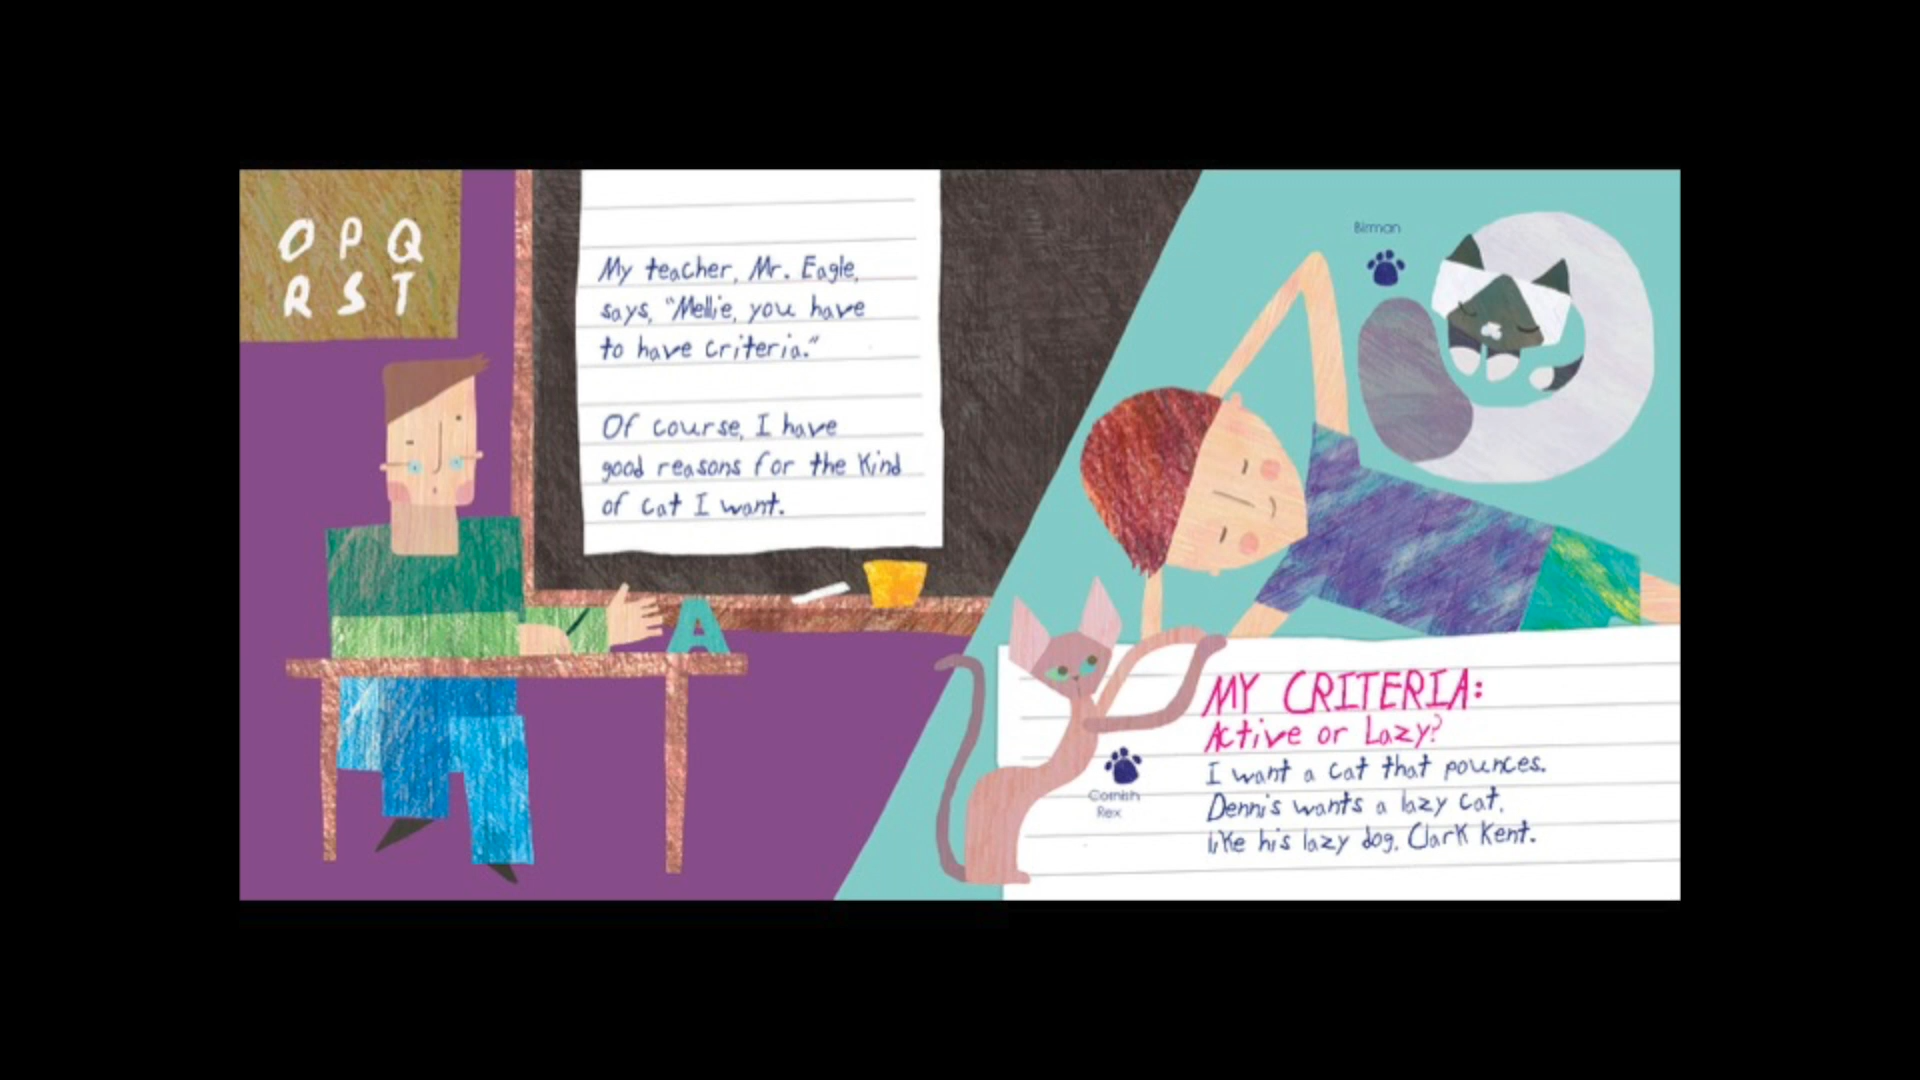 O P Q
R S T
My teacher, Mr. Eagle,
says, "Mellie, you have
to have criteria."
Of course, I have
good reasons for the kind
of cat I want.
Birman
Cornish
Rex
MY CRITERIA:
Active or Lazy?
I want a cat that pounces.
Dennis wants a lazy cat,
like his lazy dog, Clark Kent.
A